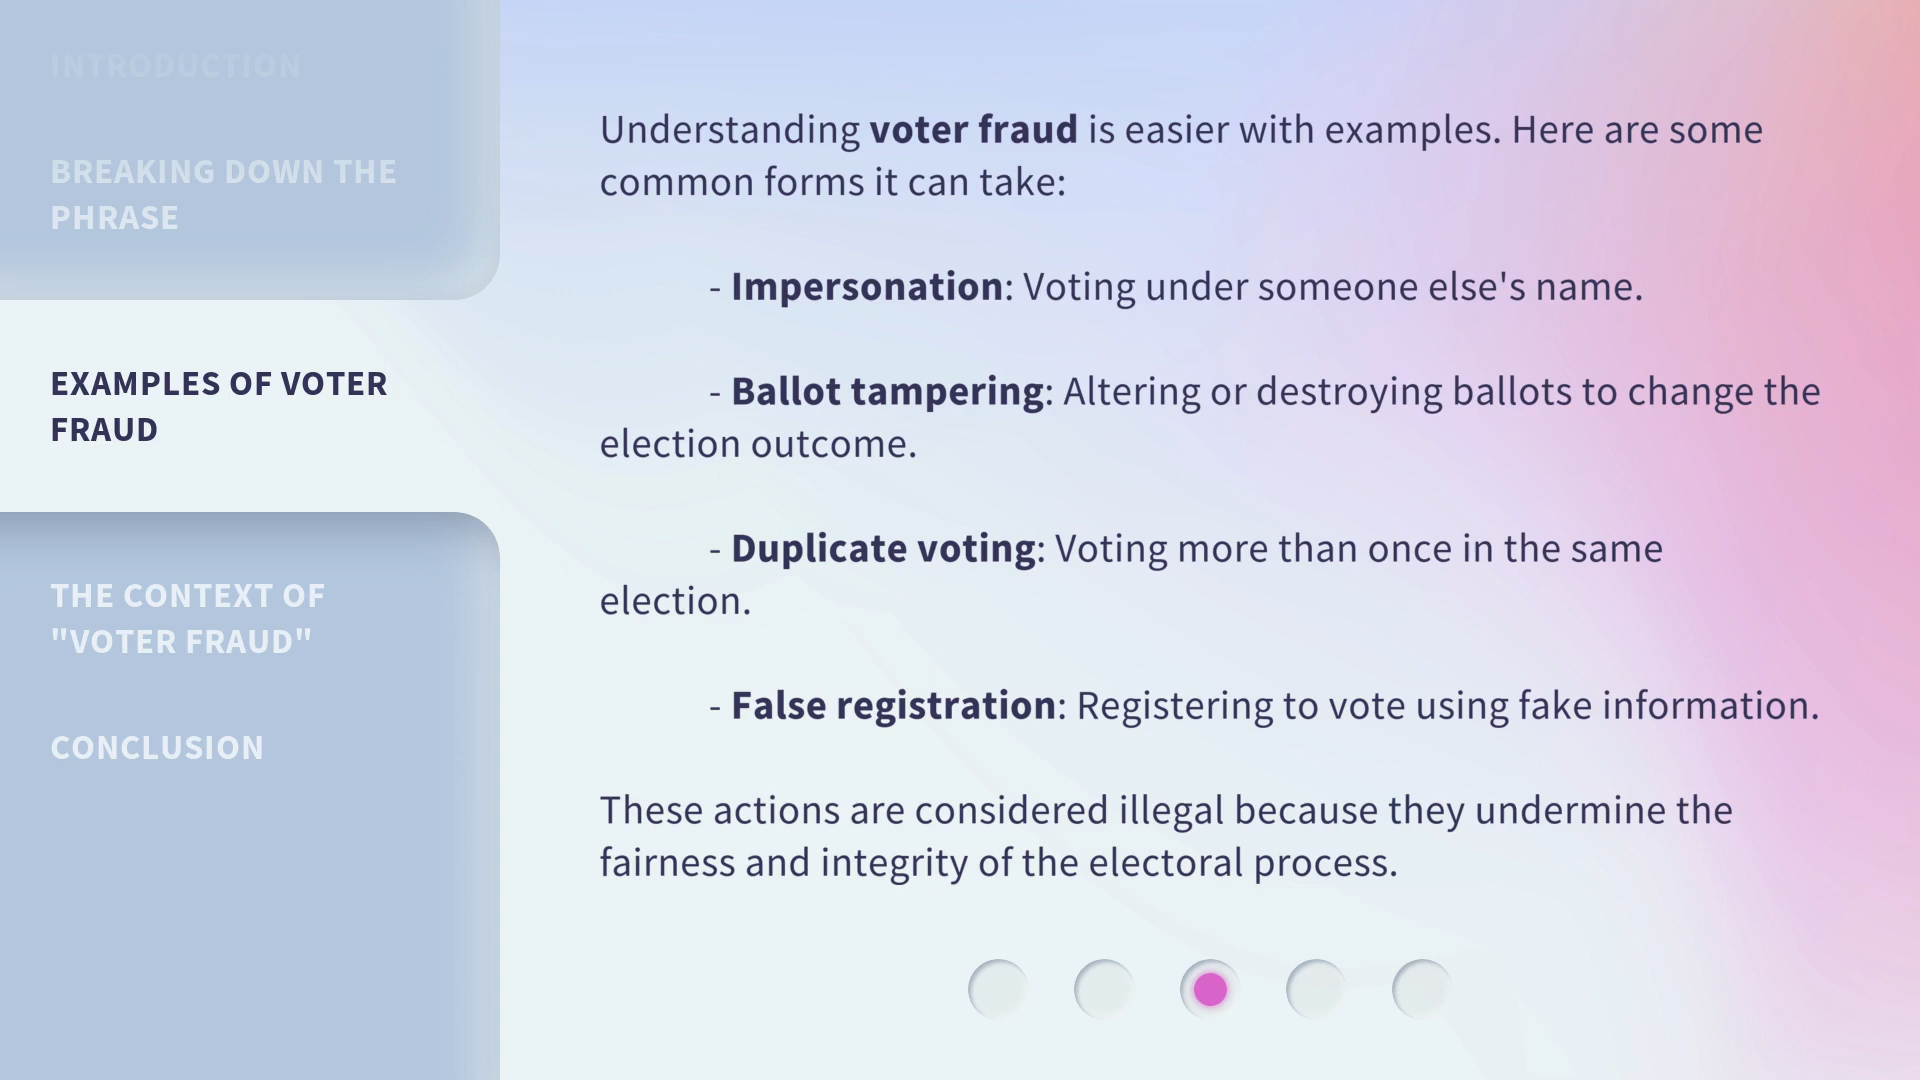 INTRODUCTION
BREAKING DOWN THE
PHRASE
EXAMPLES OF VOTER
FRAUD
THE CONTEXT OF
"VOTER FRAUD"
CONCLUSION
Understanding voter fraud is easier with examples. Here are some
common forms it can take:
- Impersonation: Voting under someone else's name.
- Ballot tampering: Altering or destroying ballots to change the
election outcome.
- Duplicate voting: Voting more than once in the same
election.
- False registration: Registering to vote using fake information.
These actions are considered illegal because they undermine the
fairness and integrity of the electoral process.